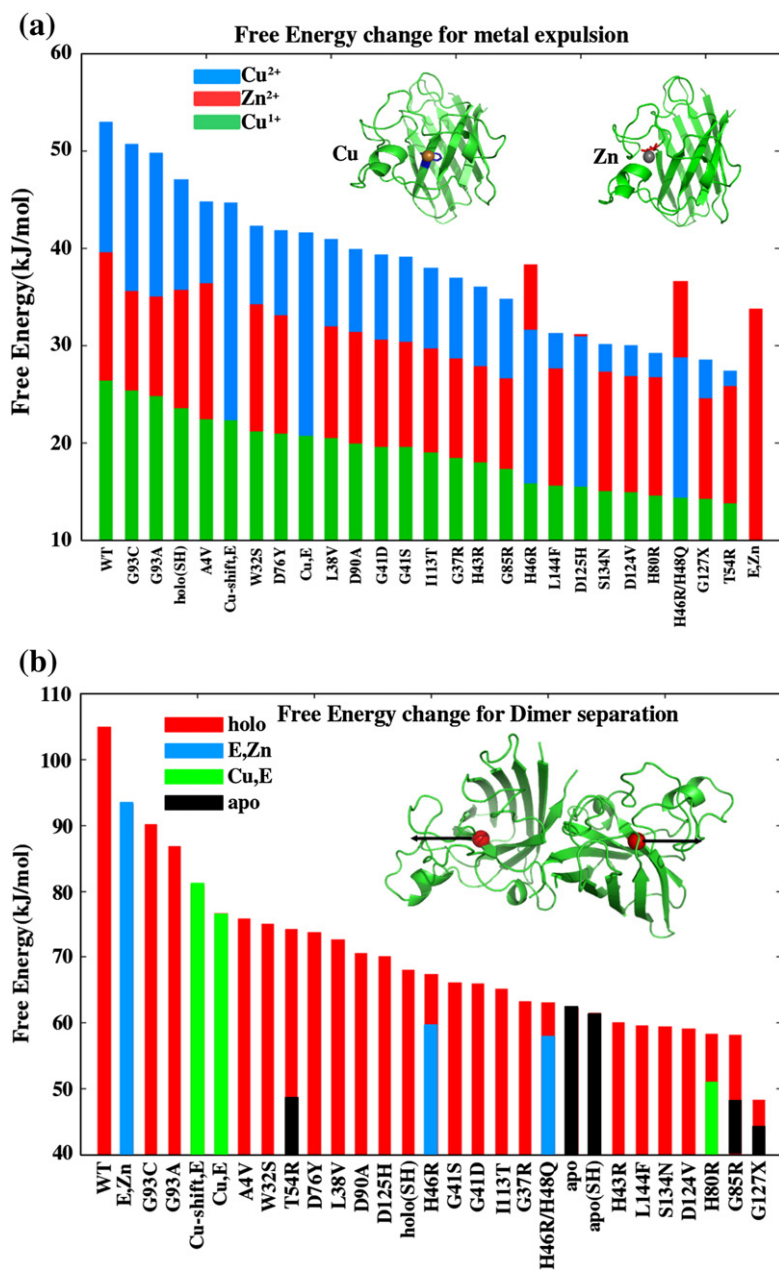 (a)
Free Energy change for metal expulsion
60
50
40
30
20
10
Free Energy(kJ/mol)
Cu²⁺
Zn²⁺
Cu¹⁺
Cu
Zn
WT
G93C
G93A
holo(SH)
A4V
Cu-shift,E
W32S
D76Y
Cu,E
L38V
D90A
G41D
G41S
I113T
G37R
H43R
G85R
H46R
L144F
D125H
S134N
D124V
H80R
H46R/H48Q
G127X
T54R
E,Zn
(b)
Free Energy change for Dimer separation
110
100
90
80
70
60
50
40
Free Energy(kJ/mol)
holo
E,Zn
Cu,E
apo
WT
E,Zn
G93C
G93A
Cu-shift,E
Cu,E
A4V
W32S
T54R
D76Y
L38V
D90A
D125H
holo(SH)
H46R
G41S
G41D
I113T
G37R
H46R/H48Q
apo
apo(SH)
H43R
L144F
S134N
D124V
H80R
G85R
G127X